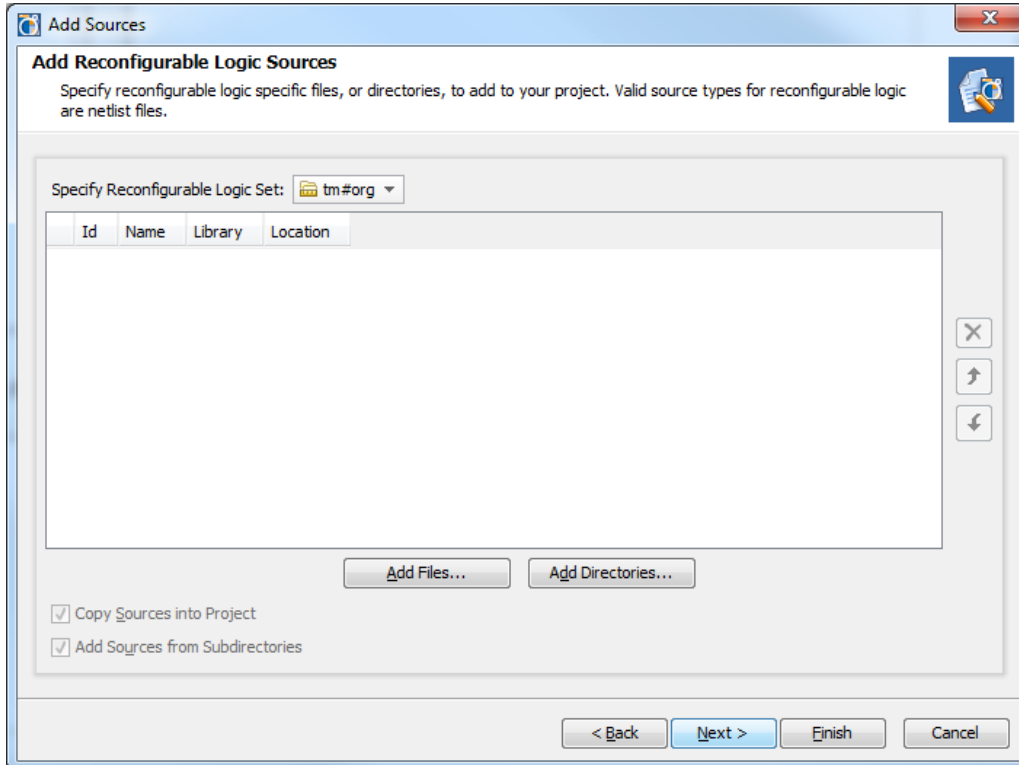 Add Sources
Add Reconfigurable Logic Sources
Specify reconfigurable logic specific files, or directories, to add to your project. Valid source types for reconfigurable logic
are netlist files.
Specify Reconfigurable Logic Set: tm#org
Id Name Library Location
Add Files... Add Directories...
Copy Sources into Project
Add Sources from Subdirectories
< Back Next > Finish Cancel